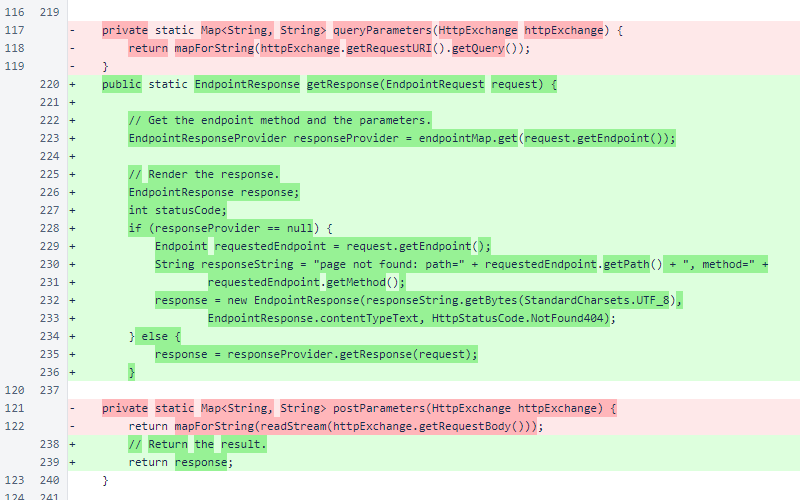 116 219
117 - private static Map<String, String> queryParameters(HttpExchange httpExchange) {
118 - return mapForString(httpExchange.getRequestURI().getQuery());
119 - }
220 + public static EndpointResponse getResponse(EndpointRequest request) {
221 +
222 + // Get the endpoint method and the parameters.
223 + EndpointResponseProvider responseProvider = endpointMap.get(request.getEndpoint());
224 +
225 + // Render the response.
226 + EndpointResponse response;
227 + int statusCode;
228 + if (responseProvider == null) {
229 + Endpoint requestedEndpoint = request.getEndpoint();
230 + String responseString = "page not found: path=" + requestedEndpoint.getPath() + ", method=" +
231 + requestedEndpoint.getMethod();
232 + response = new EndpointResponse(responseString.getBytes(StandardCharsets.UTF_8),
233 + EndpointResponse.contentTypeText, HttpStatusCode.NotFound404);
234 + } else {
235 + response = responseProvider.getResponse(request);
236 + }
120 237
121 - private static Map<String, String> postParameters(HttpExchange httpExchange) {
122 - return mapForString(readStream(httpExchange.getRequestBody()));
238 + // Return the result.
239 + return response;
123 240 }
124 241